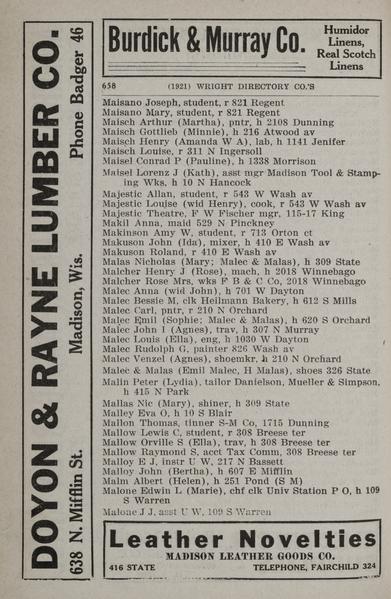 Burdick & Murray Co.
Humidor
Linens,
Real Scotch
Linens
658 (1921) WRIGHT DIRECTORY CO.'S
Maisano Joseph, student, r 821 Regent
Maisano Mary, student, r 821 Regent
Maisch Arthur (Martha), pntr, h 2108 Dunning
Maisch Gottlieb (Minnie), h 216 Atwood av
Maisch Henry (Amanda W A), lab, h 1141 Jenifer
Maisch Louise, r 311 N Ingersoll
Maisel Conrad P (Pauline), h 1338 Morrison
Maisel Lorenz J (Kath), asst mgr Madison Tool & Stamp-
ing Wks, h 10 N Hancock
Majestic Allan, student, r 543 W Wash av
Majestic Louise (wid Henry), cook, r 543 W Wash av
Majestic Theatre, F W Fischer mgr, 115-17 King
Makil Anna, maid 529 N Pinckney
Makinson Amy W, student, r 713 Orton ct
Makuson John (Ida), mixer, h 410 E Wash av
Makuson Roland, r 410 E Wash av
Malas Nicholas (Mary; Malec & Malas), h 309 State
Malcher Henry J (Rose), mach, h 2018 Winnebago
Malcher Rose Mrs, wks F B & C Co, 2018 Winnebago
Malec Anna (wid John), h 701 W Dayton
Malec Bessie M, clk Heilmann Bakery, h 612 S Mills
Malec Carl, pntr, r 210 N Orchard
Malec Emil (Sophie; Malec & Malas), h 620 S Orchard
Malec John I (Agnes), trav, h 307 N Murray
Malec Louis (Ella), eng, h 1030 W Dayton
Malec Rudolph G, painter 826 Wash av
Malec Venzel (Agnes), shoemkr, h 210 N Orchard
Malec & Malas (Emil Malec, H Malas), shoes 326 State
Malin Peter (Lydia), tailor Danielson, Mueller & Simpson,
h 415 N Park
Mallas Nic (Mary), shiner, h 309 State
Malley Eva O, h 10 S Blair
Mallon Thomas, tinner S-M Co, 1715 Dunning
Mallow Lewis C, student, r 308 Breese ter
Mallow Orville S (Ella), trav, h 308 Breese ter
Mallow Raymond S, acct Tax Comm, 308 Breese ter
Malloy E J, instr U W, 217 N Bassett
Malloy John (Bertha), h 607 E Mifflin
Malm Albert (Helen), h 251 Pond (S M)
Malone Edwin L (Marie), chf clk Univ Station P O, h 109
S Warren
Malone J J, asst U W, 109 S Warren
Leather Novelties
MADISON LEATHER GOODS CO.
416 STATE TELEPHONE, FAIRCHILD 324
DOYON & RAYNE LUMBER CO.
638 N. Mifflin St. Madison, Wis. Phone Badger 46